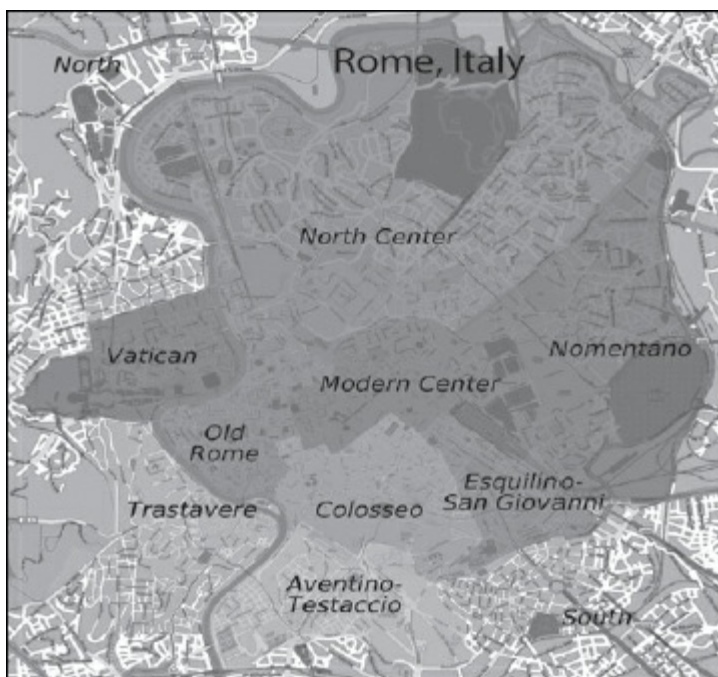 North
Rome, Italy
North Center
Vatican
Nomentano
Modern Center
Old
Rome
Esquilino-
San Giovanni
Trastavere
Colosseo
Aventino-
Testaccio
South